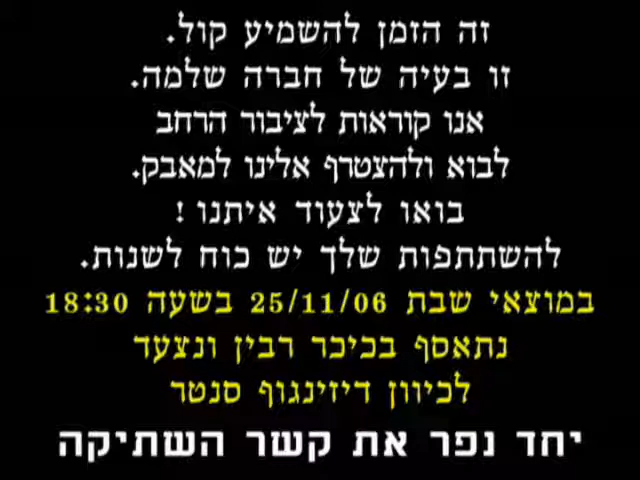 זה הזמן להשמיע קול.
זו בעיה של חברה שלמה.
אנו קוראות לציבור הרחב
לבוא ולהצטרף אלינו למאבק.
בואו לצעוד איתנו !
להשתתפות שלך יש כוח לשנות.
במוצאי שבת 25/11/06 בשעה 18:30
נתאסף בכיכר רבין ונצעד
לכיוון דיזינגוף סנטר
יחד נפר את קשר השתיקה